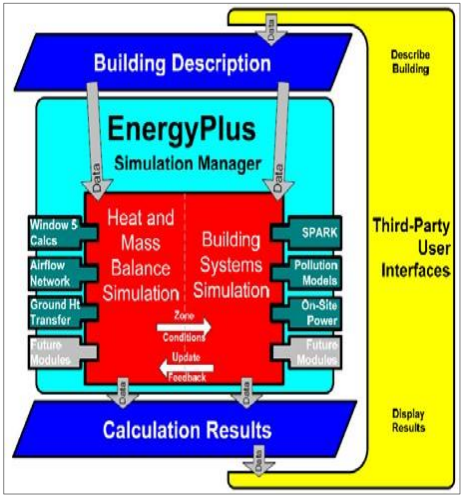 Data
Building Description
Describe
Building
EnergyPlus
Simulation Manager
Data
Data
Heat and
Mass
Balance
Simulation
Building
Systems
Simulation
Window 5
Calcs
Airflow
Network
Ground Ht
Transfer
Future
Modules
SPARK
Pollution
Models
On-Site
Power
Future
Modules
Zone
Conditions
Update
Feedback
Third-Party
User
Interfaces
Data
Data
Calculation Results
Display
Results
Data